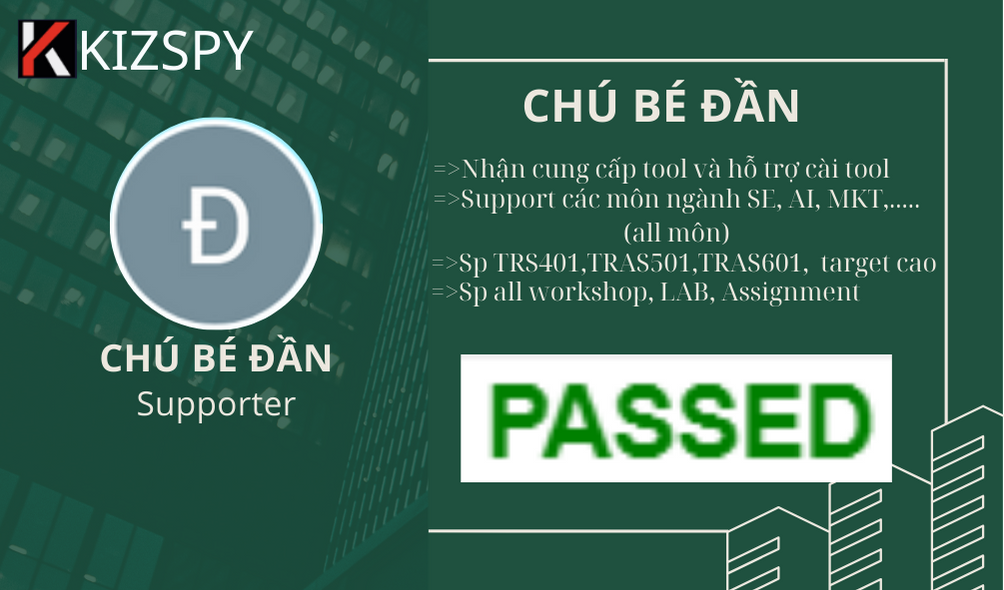 KIZSPY
Đ
CHÚ BÉ ĐẦN
Supporter
CHÚ BÉ ĐẦN
=>Nhận cung cấp tool và hỗ trợ cài tool
=>Support các môn ngành SE, AI, MKT,.....
(all môn)
=>Sp TRS401,TRAS501,TRAS601, target cao
=>Sp all workshop, LAB, Assignment
PASSED